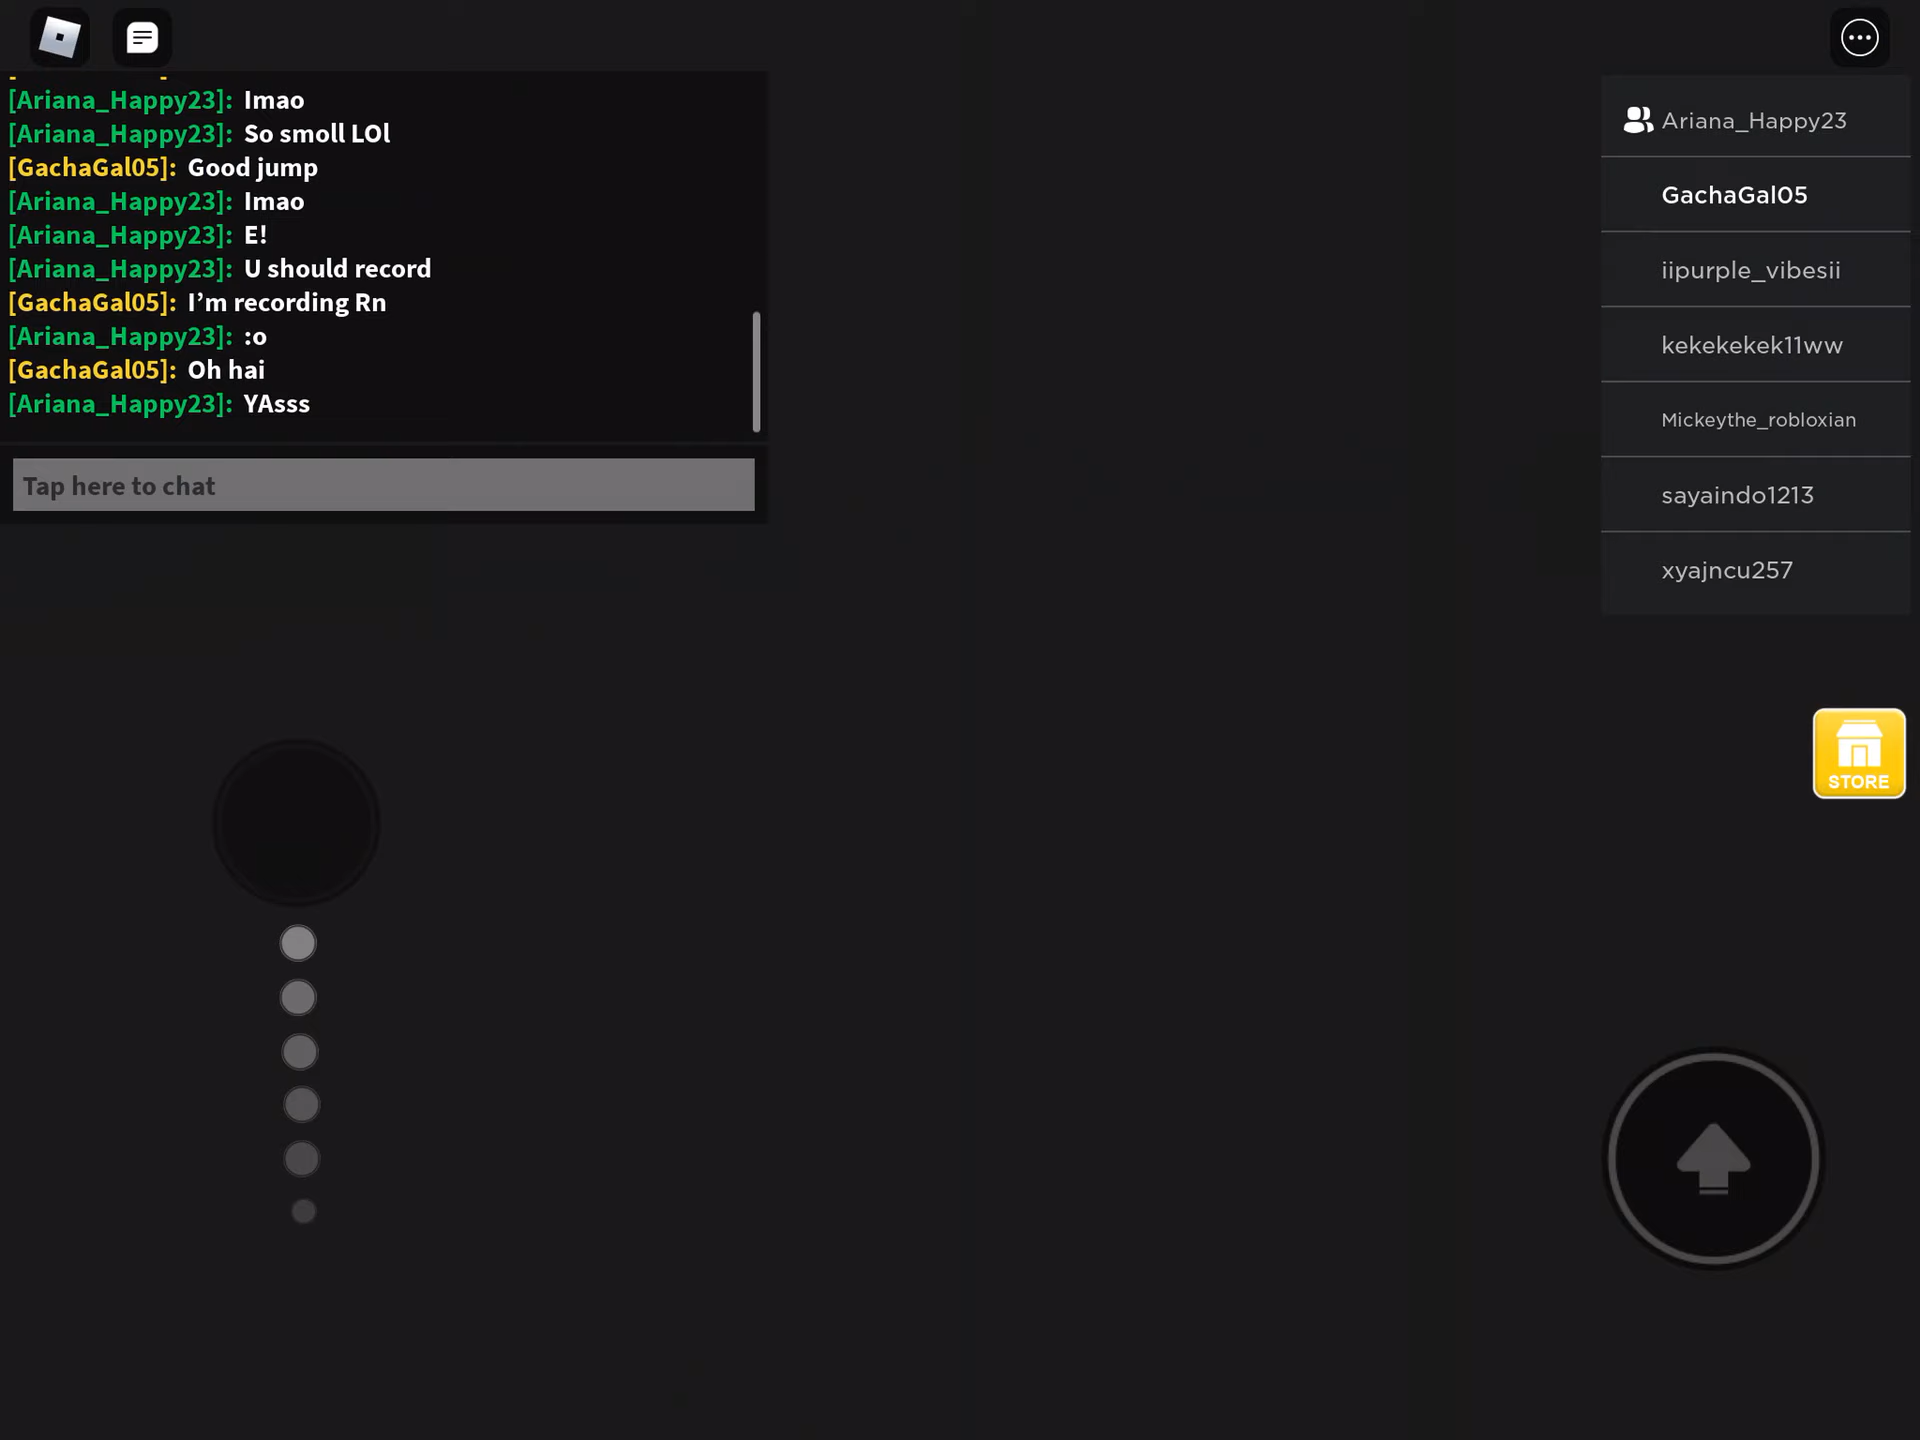 [Ariana_Happy23]: lmao
[Ariana_Happy23]: So smoll LOl
[GachaGal05]: Good jump
[Ariana_Happy23]: lmao
[Ariana_Happy23]: E!
[Ariana_Happy23]: U should record
[GachaGal05]: I’m recording Rn
[Ariana_Happy23]: :o
[GachaGal05]: Oh hai
[Ariana_Happy23]: YAsss
Tap here to chat
Ariana_Happy23
GachaGal05
iipurple_vibesii
kekekekek11ww
Mickeythe_robloxian
sayaindo1213
xyajncu257
STORE